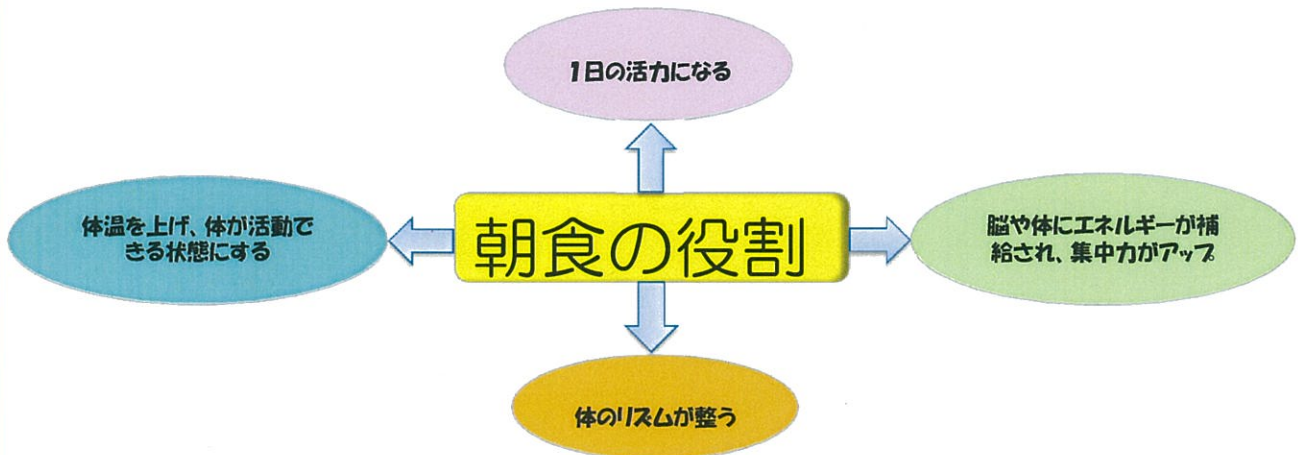 1日の活力になる
体温を上げ、体が活動で
きる状態にする
朝食の役割
脳や体にエネルギーが補
給され、集中力がアップ
体のリズムが整う